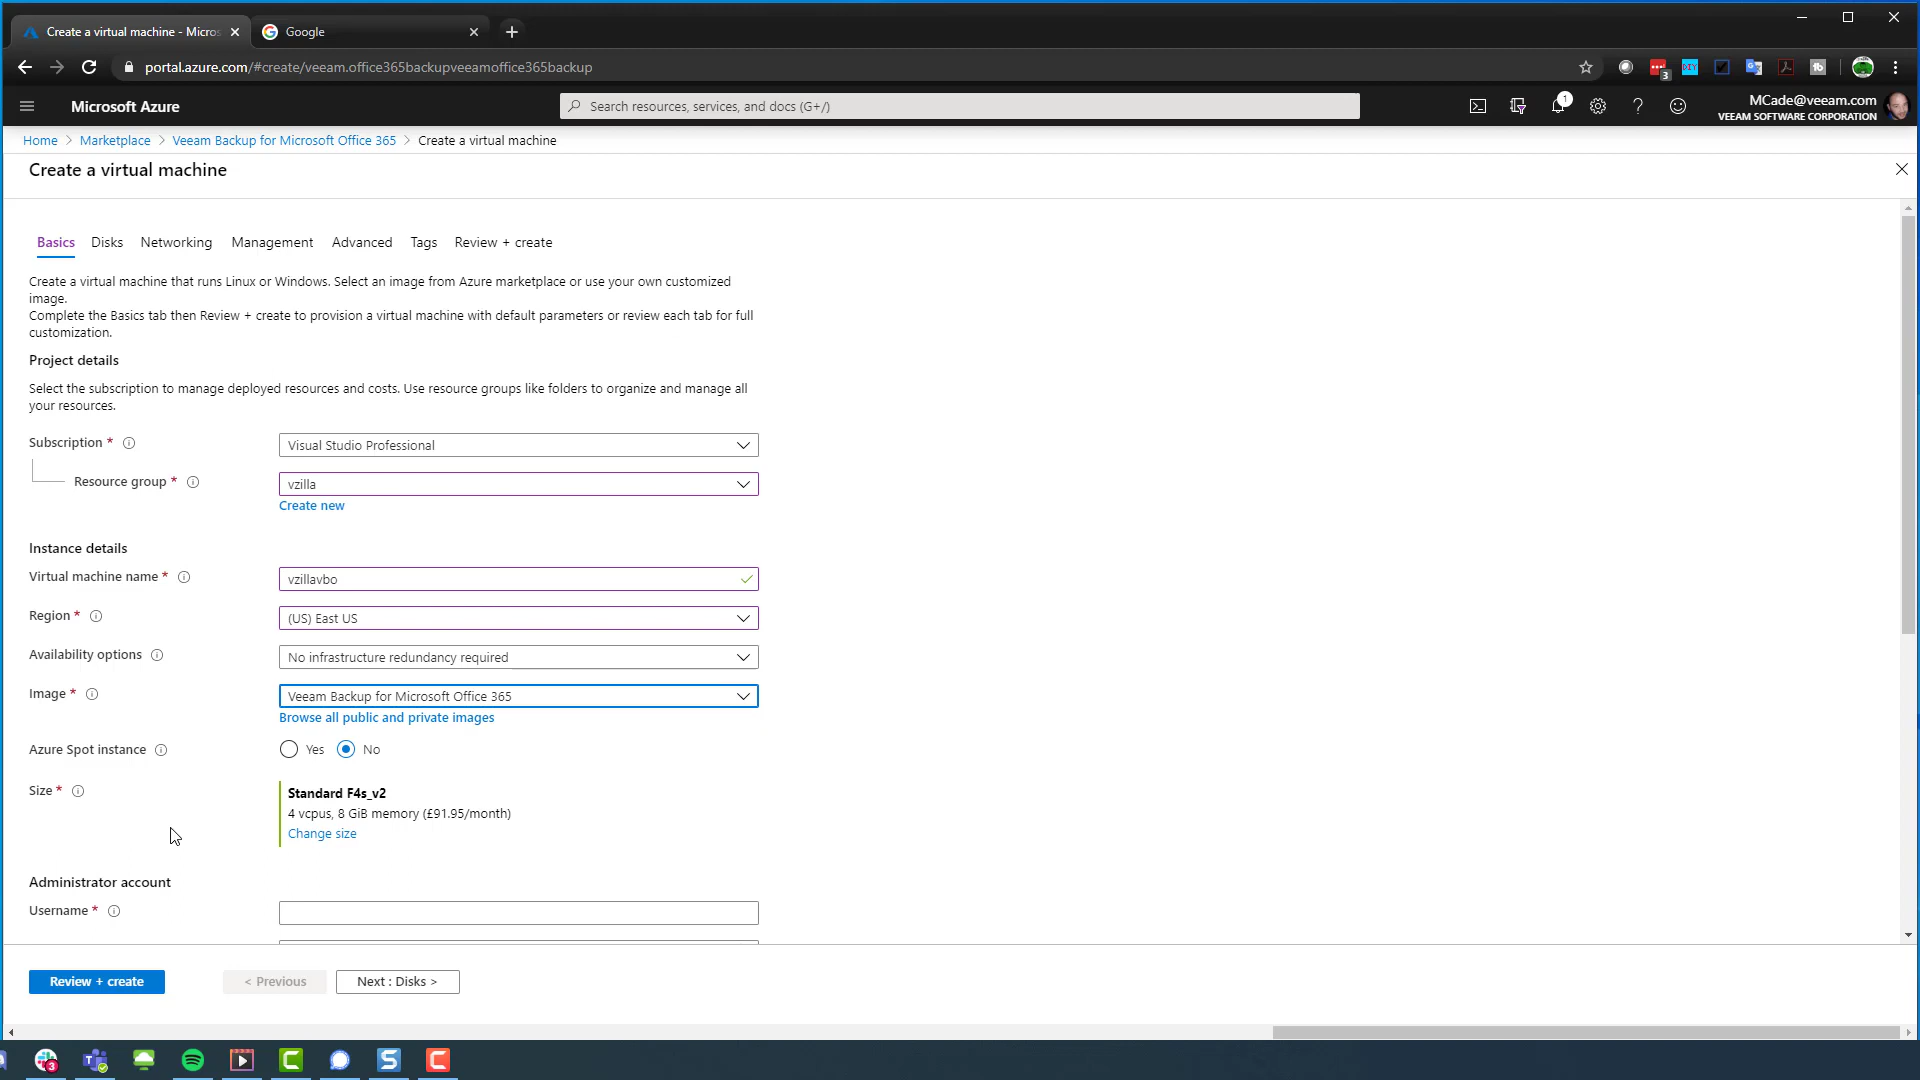 Create a virtual machine - Micros
Google
portal.azure.com/#create/veeam.office365backupveeamoffice365backup
3
DIY
Microsoft Azure
Search resources, services, and docs (G+/)
1
MCade@veeam.com
VEEAM SOFTWARE CORPORATION
Home > Marketplace > Veeam Backup for Microsoft Office 365 > Create a virtual machine
Create a virtual machine
Basics Disks Networking Management Advanced Tags Review + create
Create a virtual machine that runs Linux or Windows. Select an image from Azure marketplace or use your own customized
image.
Complete the Basics tab then Review + create to provision a virtual machine with default parameters or review each tab for full
customization.
Project details
Select the subscription to manage deployed resources and costs. Use resource groups like folders to organize and manage all
your resources.
Subscription *
Visual Studio Professional
Resource group *
vzilla
Create new
Instance details
Virtual machine name *
vzillavbo
Region *
(US) East US
Availability options
No infrastructure redundancy required
Image *
Veeam Backup for Microsoft Office 365
Browse all public and private images
Azure Spot instance
Yes No
Size *
Standard F4s_v2
4 vcpus, 8 GiB memory (£91.95/month)
Change size
Administrator account
Username *
Review + create
< Previous
Next : Disks >
3